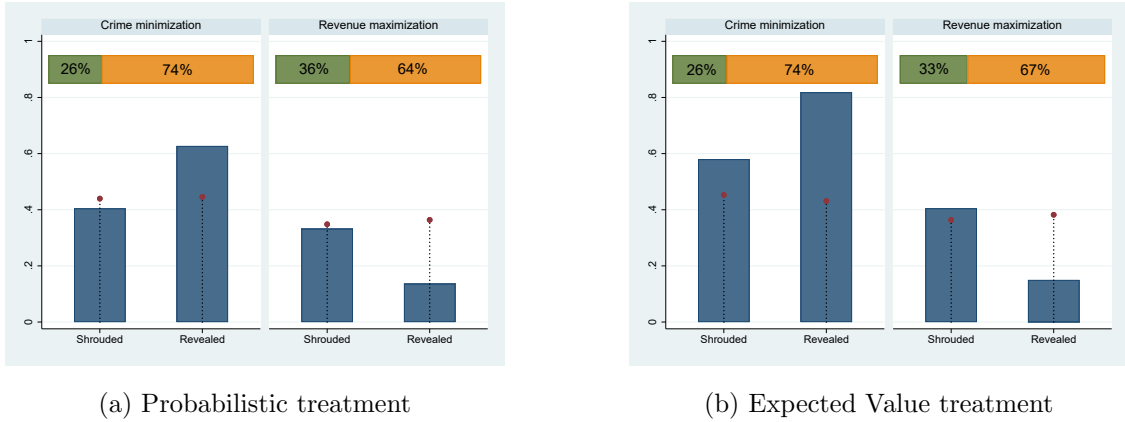 Crime minimization Revenue maximization
1
26% 74% 36% 64%
.8
.6
.4
.2
0
Shrouded Revealed Shrouded Revealed
(a) Probabilistic treatment
Crime minimization Revenue maximization
1
26% 74% 33% 67%
.8
.6
.4
.2
0
Shrouded Revealed Shrouded Revealed
(b) Expected Value treatment